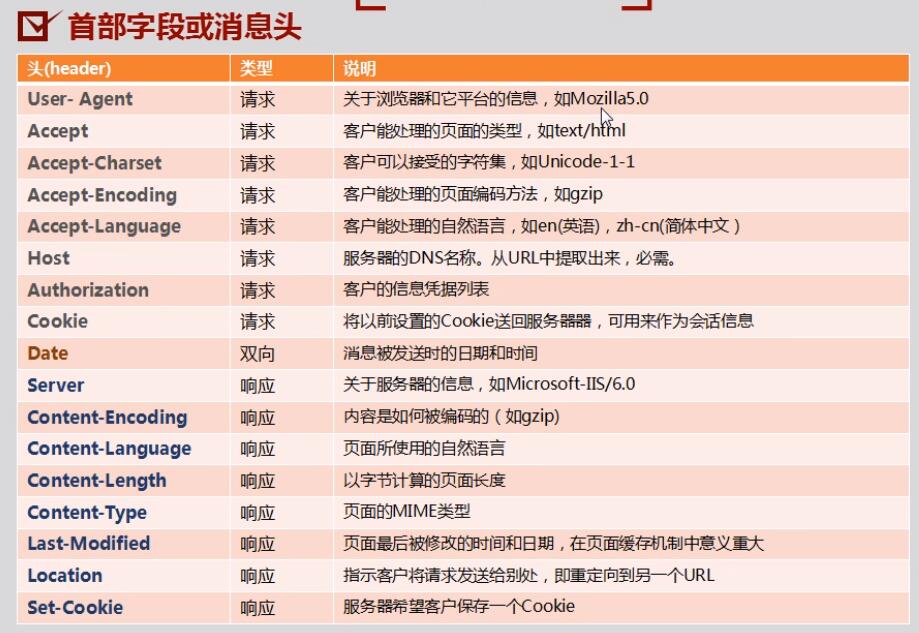 首部字段或消息头
头(header) 类型 说明
User- Agent 请求 关于浏览器和它平台的信息，如Mozilla5.0
Accept 请求 客户能处理的页面的类型，如text/html
Accept-Charset 请求 客户可以接受的字符集，如Unicode-1-1
Accept-Encoding 请求 客户能处理的页面编码方法，如gzip
Accept-Language 请求 客户能处理的自然语言，如en(英语)，zh-cn(简体中文）
Host 请求 服务器的DNS名称。从URL中提取出来，必需。
Authorization 请求 客户的信息凭据列表
Cookie 请求 将以前设置的Cookie送回服务器器，可用来作为会话信息
Date 双向 消息被发送时的日期和时间
Server 响应 关于服务器的信息，如Microsoft-IIS/6.0
Content-Encoding 响应 内容是如何被编码的（如gzip)
Content-Language 响应 页面所使用的自然语言
Content-Length 响应 以字节计算的页面长度
Content-Type 响应 页面的MIME类型
Last-Modified 响应 页面最后被修改的时间和日期，在页面缓存机制中意义重大
Location 响应 指示客户将请求发送给别处，即重定向到另一个URL
Set-Cookie 响应 服务器希望客户保存一个Cookie